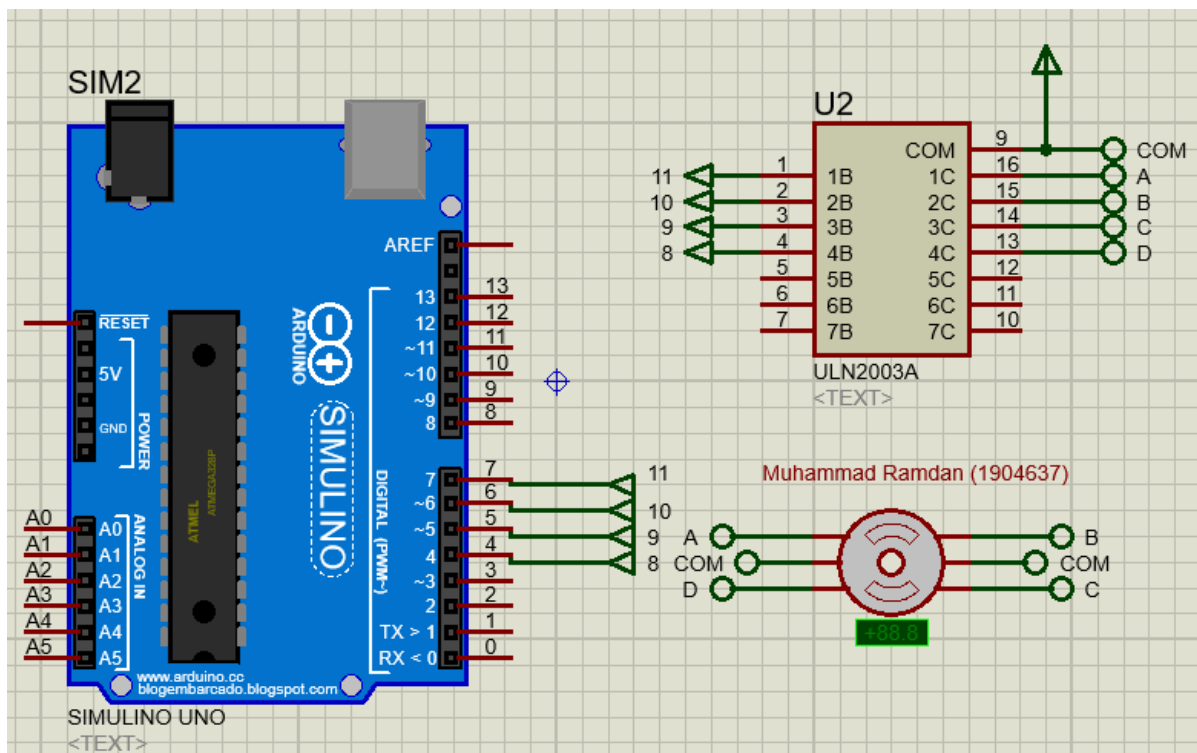 SIM2
AREF
13 13
12 12
~11 11
~10 10
~9 9
8 8
7 7
~6 6
~5 5
4 4
~3 3
2 2
TX > 1 1
RX < 0 0
RESET
5V
GND
POWER
A0 A0
A1 A1
A2 A2
A3 A3
A4 A4
A5 A5
ANALOG IN
ATMEL
ATMEGA328P
ARDUINO
SIMULINO
DIGITAL (PWM~)
www.arduino.cc
blogembarcado.blogspot.com
SIMULINO UNO
<TEXT>
11
10
9
8
U2
COM 9 COM
11 1 1B 1C 16 A
10 2 2B 2C 15 B
9 3 3B 3C 14 C
8 4 4B 4C 13 D
5 5B 5C 12
6 6B 6C 11
7 7B 7C 10
ULN2003A
<TEXT>
Muhammad Ramdan (1904637)
A B
COM COM
D C
+88.8